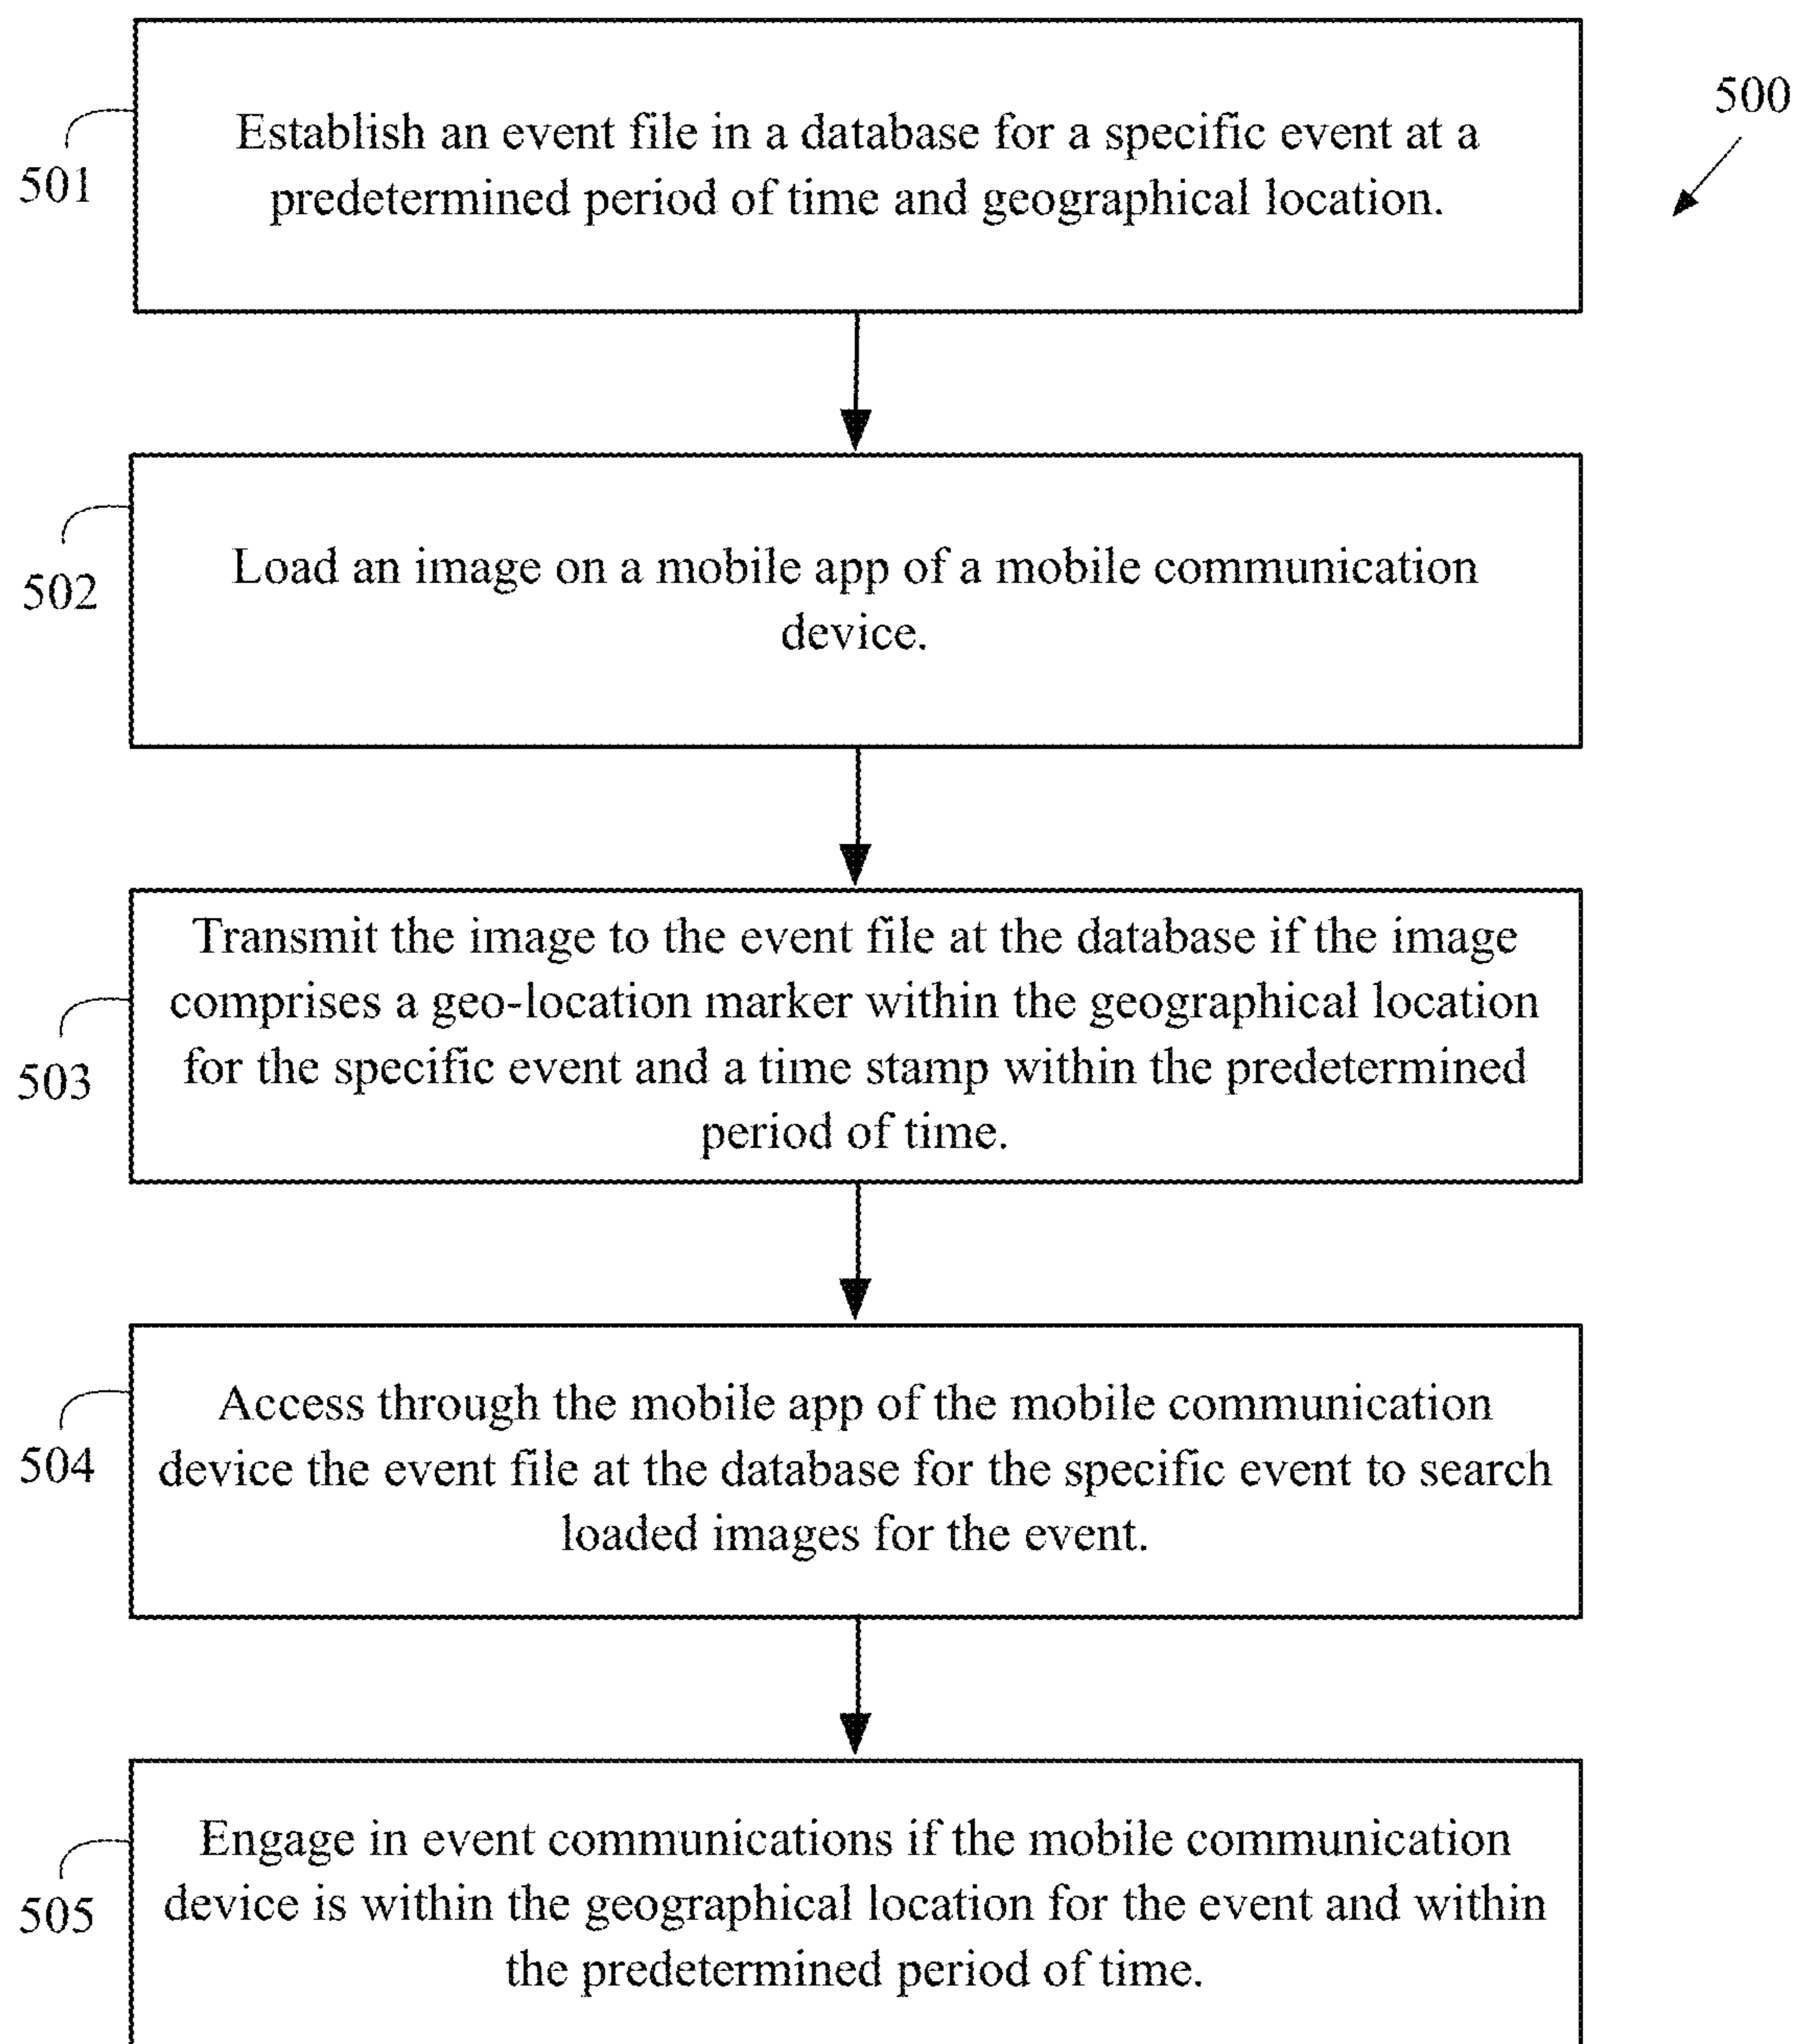 500
501
Establish an event file in a database for a specific event at a
predetermined period of time and geographical location.
502
Load an image on a mobile app of a mobile communication
device.
503
Transmit the image to the event file at the database if the image
comprises a geo-location marker within the geographical location
for the specific event and a time stamp within the predetermined
period of time.
504
Access through the mobile app of the mobile communication
device the event file at the database for the specific event to search
loaded images for the event.
505
Engage in event communications if the mobile communication
device is within the geographical location for the event and within
the predetermined period of time.